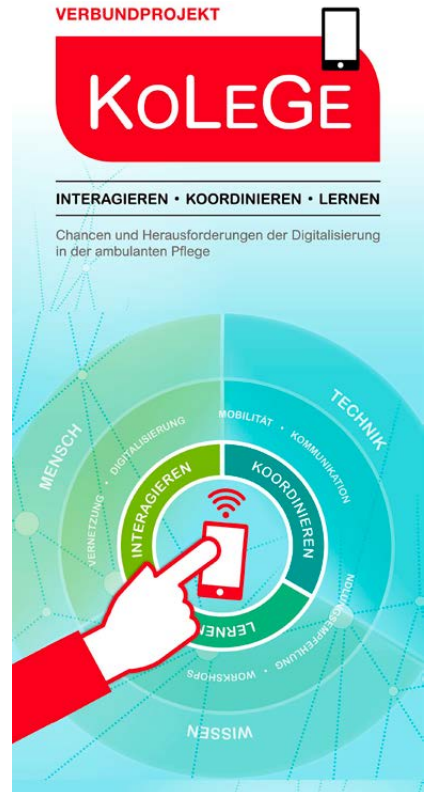 VERBUNDPROJEKT
KOLEGE
INTERAGIEREN • KOORDINIEREN • LERNEN
Chancen und Herausforderungen der Digitalisierung
in der ambulanten Pflege
MENSCH
VERNETZUNG • DIGITALISIERUNG
INTERAGIEREN
TECHNIK
MOBILITÄT • KOMMUNIKATION
KOORDINIEREN
LERNEN
WORKSHOPS •
WISSEN